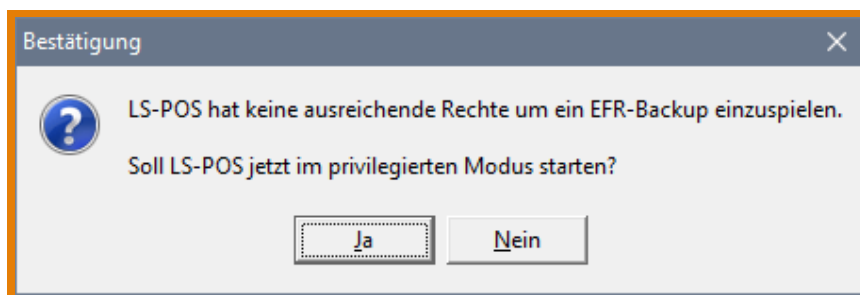 Bestätigung
LS-POS hat keine ausreichende Rechte um ein EFR-Backup einzuspielen.
Soll LS-POS jetzt im privilegierten Modus starten?
Ja
Nein